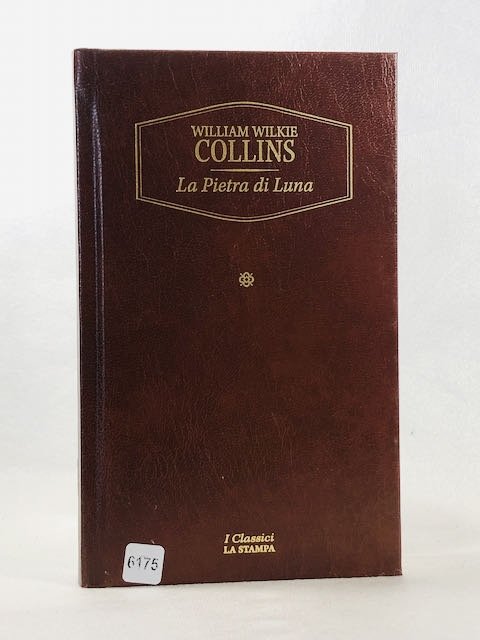 WILLIAM WILKIE
COLLINS
La Pietra di Luna
I Classici
LA STAMPA
6175